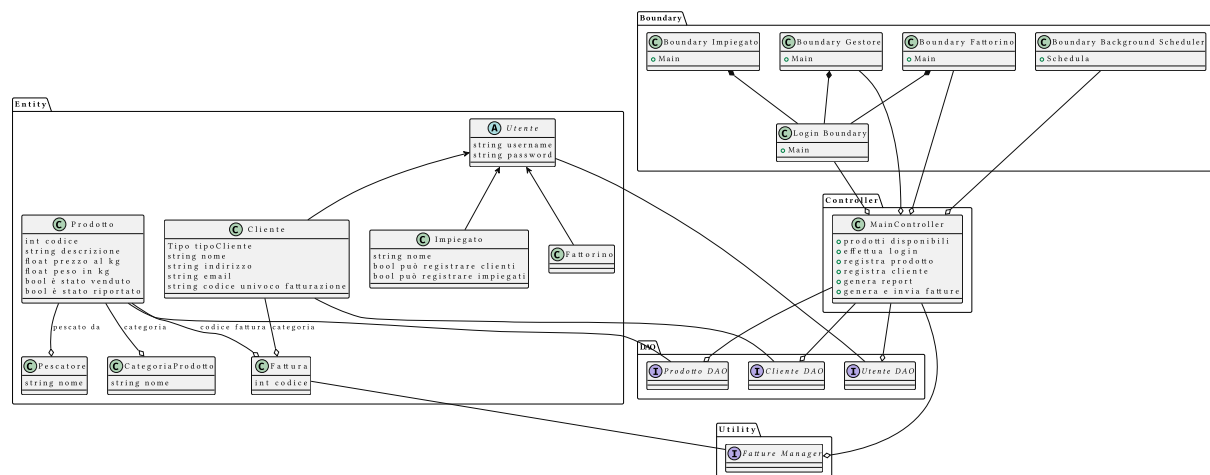 Boundary
C Boundary Impiegato
Main
C Boundary Gestore
Main
C Boundary Fattorino
Main
C Boundary Background Scheduler
Schedula
C Login Boundary
Main
Entity
A Utente
string username
string password
C Prodotto
int codice
string descrizione
float prezzo al kg
float peso in kg
bool è stato venduto
bool è stato riportato
C Cliente
Tipo tipoCliente
string nome
string indirizzo
string email
string codice univoco fatturazione
C Impiegato
string nome
bool può registrare clienti
bool può registrare impiegati
C Fattorino
Controller
C MainController
prodotti disponibili
effettua login
registra prodotto
registra cliente
genera report
genera e invia fatture
pescato da
categoria
codice fattura
categoria
C Pescatore
string nome
C CategoriaProdotto
string nome
C Fattura
int codice
DAO
I Prodotto DAO
I Cliente DAO
I Utente DAO
Utility
I Fatture Manager